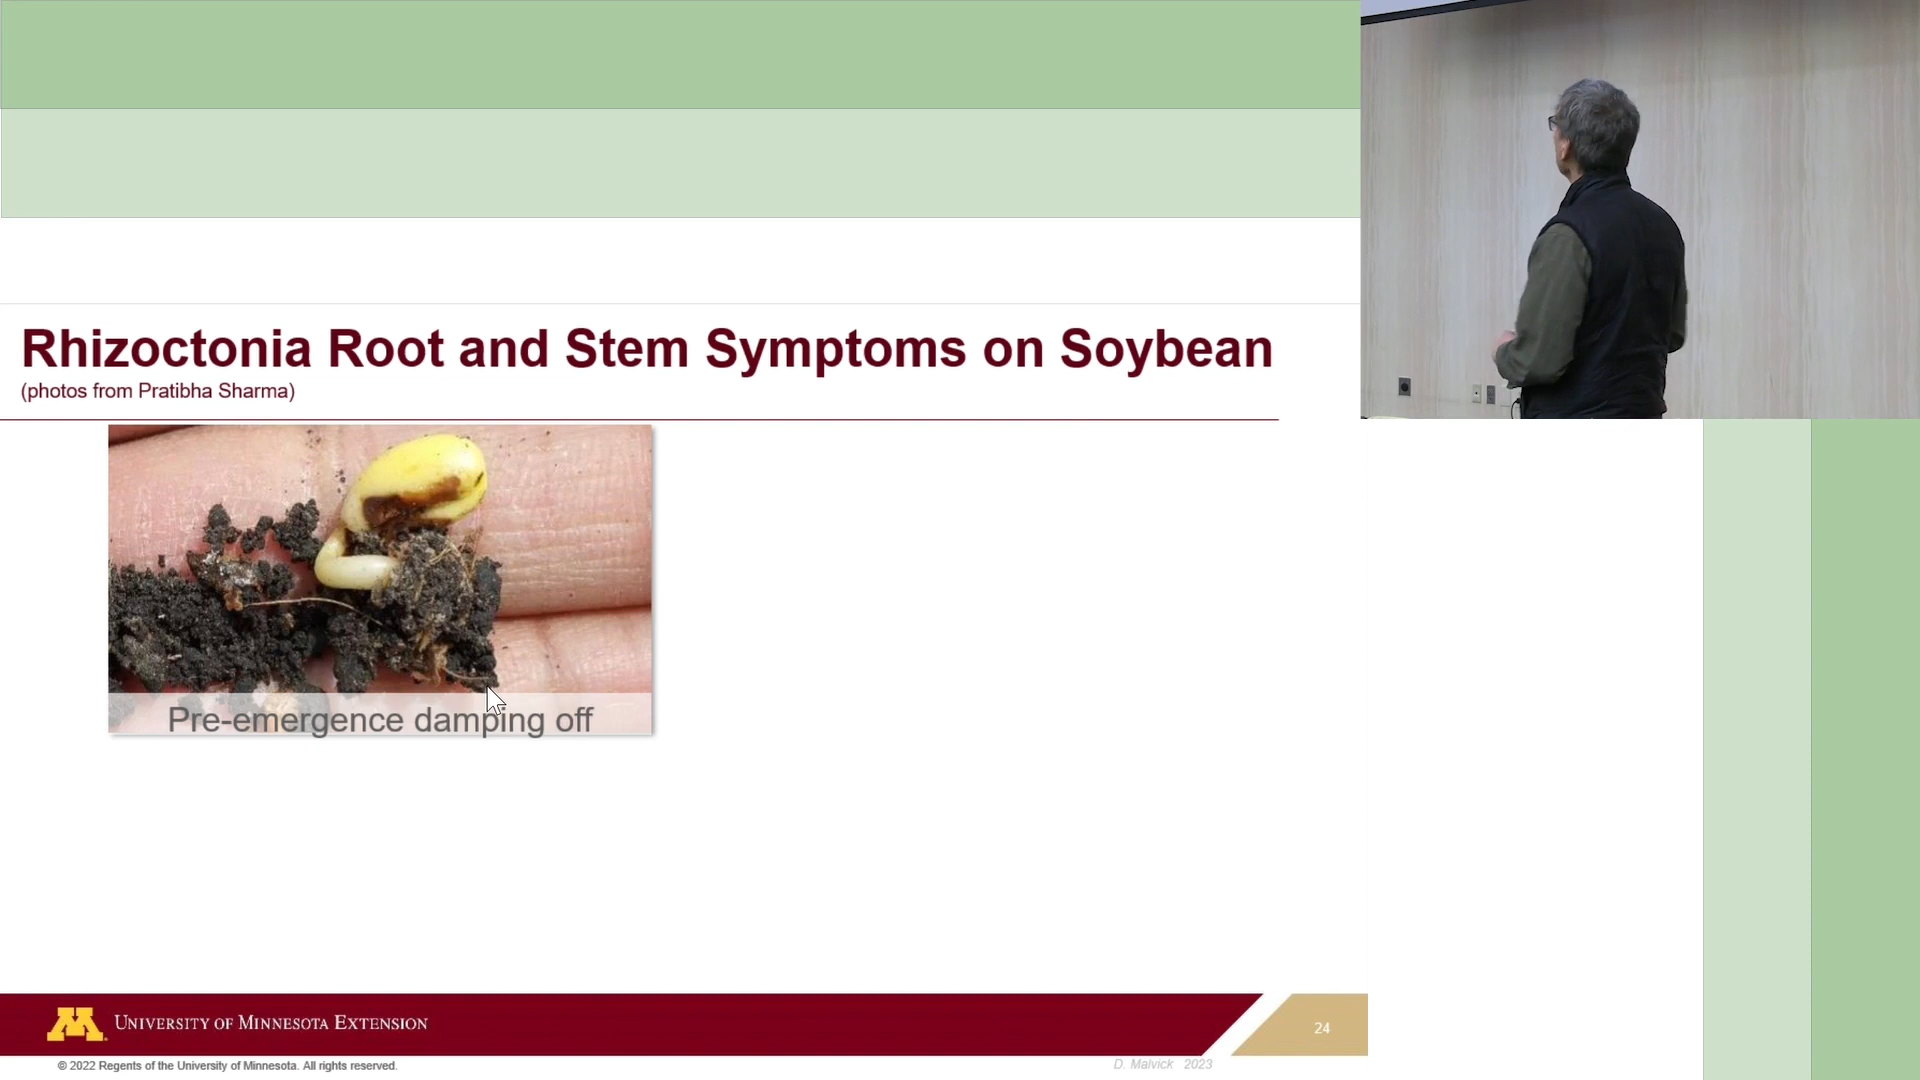 Rhizoctonia Root and Stem Symptoms on Soybean
(photos from Pratibha Sharma)
Pre-emergence damping off
UNIVERSITY OF MINNESOTA EXTENSION
24
© 2022 Regents of the University of Minnesota. All rights reserved.
D. Malvick 2023